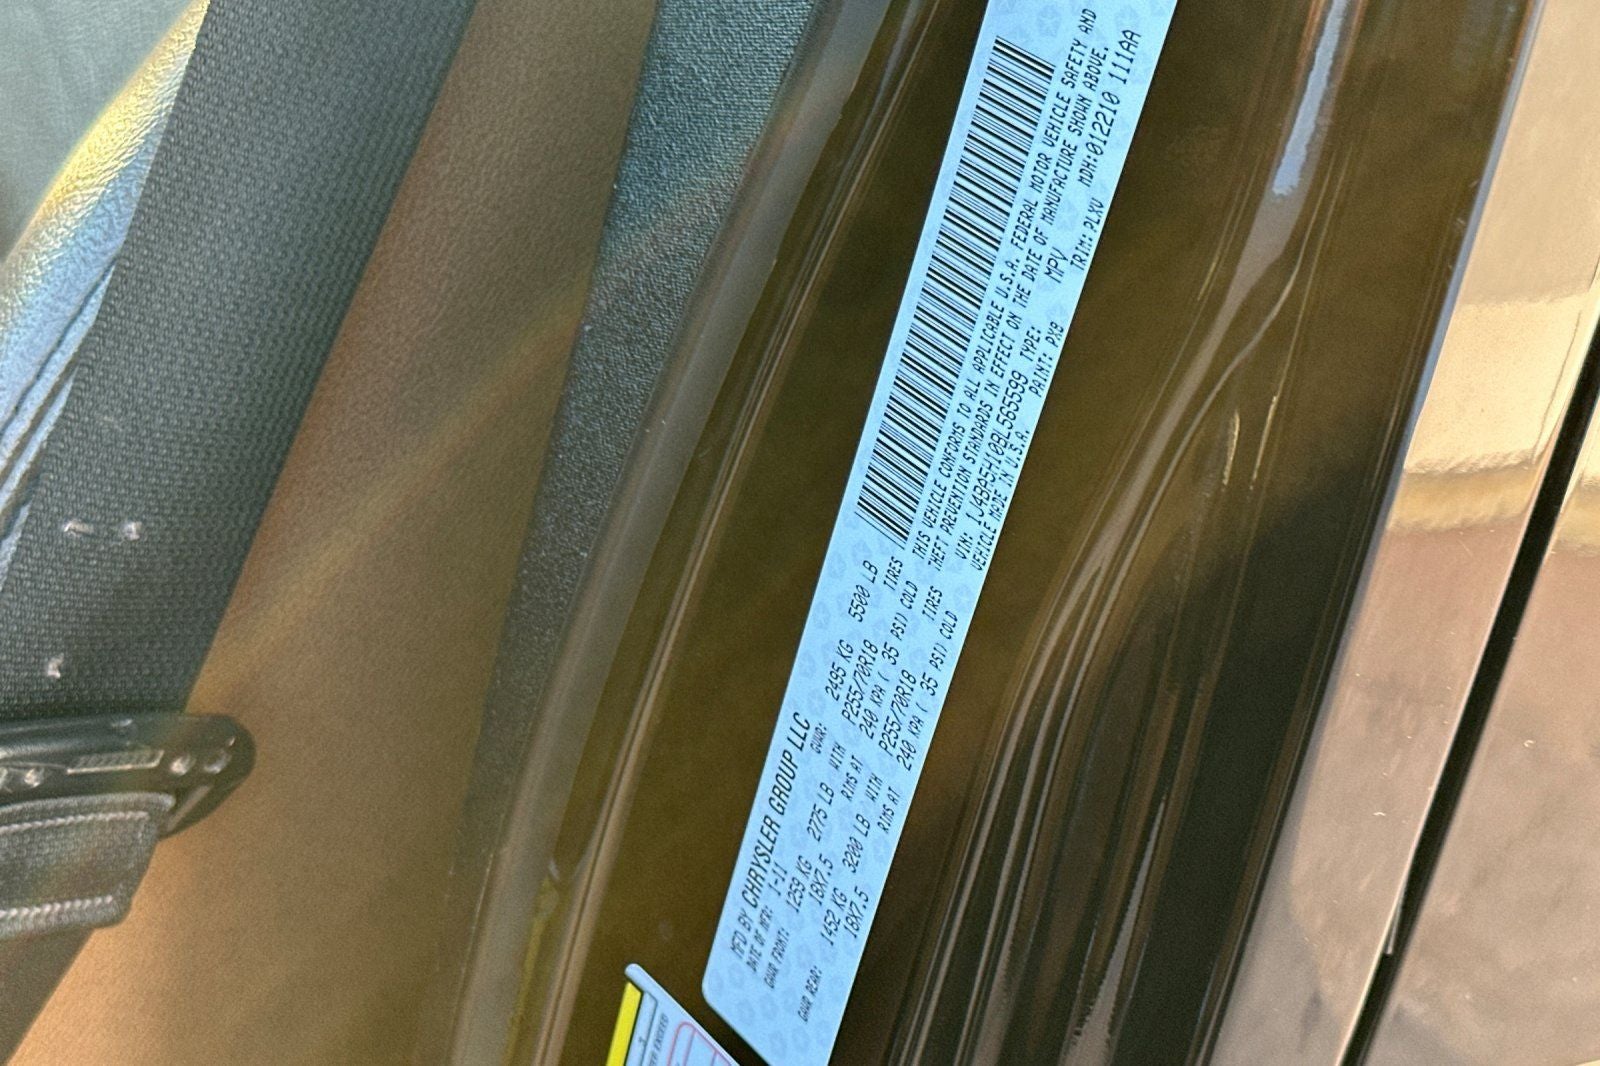 MFD BY CHRYSLER GROUP LLC
DATE OF MFR: 1-11 GVWR: 2495 KG 5500 LB
GAWR FRONT: 1259 KG 2775 LB WITH P255/70R18 TIRES
18X7.5 RIMS AT 240 KPA ( 35 PSI) COLD
GAWR REAR: 1452 KG 3200 LB WITH P255/70R18 TIRES
18X7.5 RIMS AT 240 KPA ( 35 PSI) COLD
THIS VEHICLE CONFORMS TO ALL APPLICABLE U.S.A. FEDERAL MOTOR VEHICLE SAFETY AND
THEFT PREVENTION STANDARDS IN EFFECT ON THE DATE OF MANUFACTURE SHOWN ABOVE.
VIN: TYPE: MPV MDH:012210 111AA
VEHICLE MADE IN U.S.A. PAINT: PX8 TRIM:PLXV
EXCEED